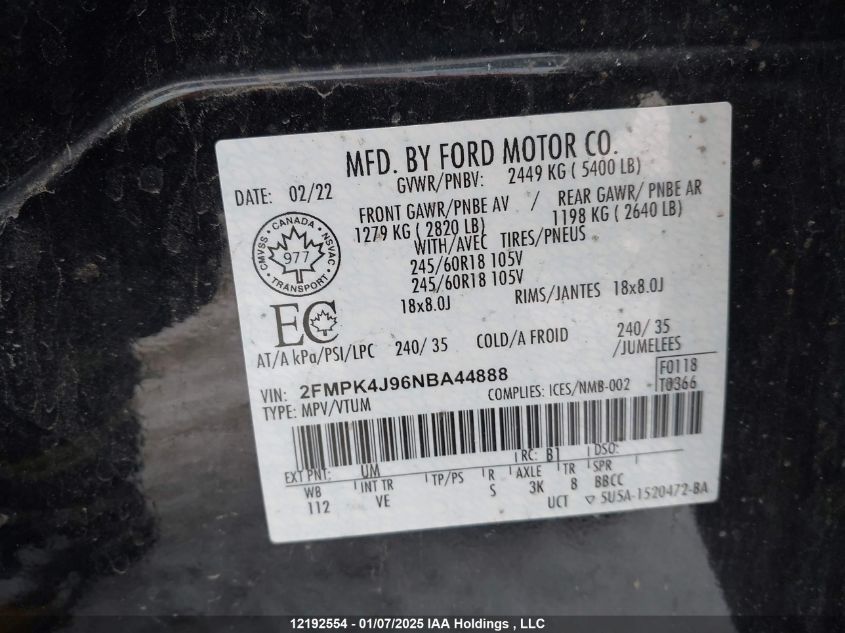 MFD. BY FORD MOTOR CO.
DATE: 02/22
GVWR/PNBV: 2449 KG ( 5400 LB)
FRONT GAWR/PNBE AV / REAR GAWR/ PNBE AR
1279 KG ( 2820 LB) 1198 KG ( 2640 LB)
WITH/AVEC TIRES/PNEUS
245/60R18 105V
245/60R18 105V
18x8.0J RIMS/JANTES 18x8.0J
CANADA
CMVSS NSVAC
977
TRANSPORT
EC
AT/A kPa/PSI/LPC 240/ 35 COLD/A FROID 240/ 35
/JUMELEES
VIN: 2FMPK4J96NBA44888
TYPE: MPV/VTUM
COMPLIES: ICES/NMB-002
F0118
T0366
EXT PNT: UM RC: B1 DSO:
WB INT TR TP/PS R AXLE TR SPR
112 VE S 3K 8 BBCC
UCT ▽ 5U5A-1520472-BA
12192554 - 01/07/2025 IAA Holdings , LLC